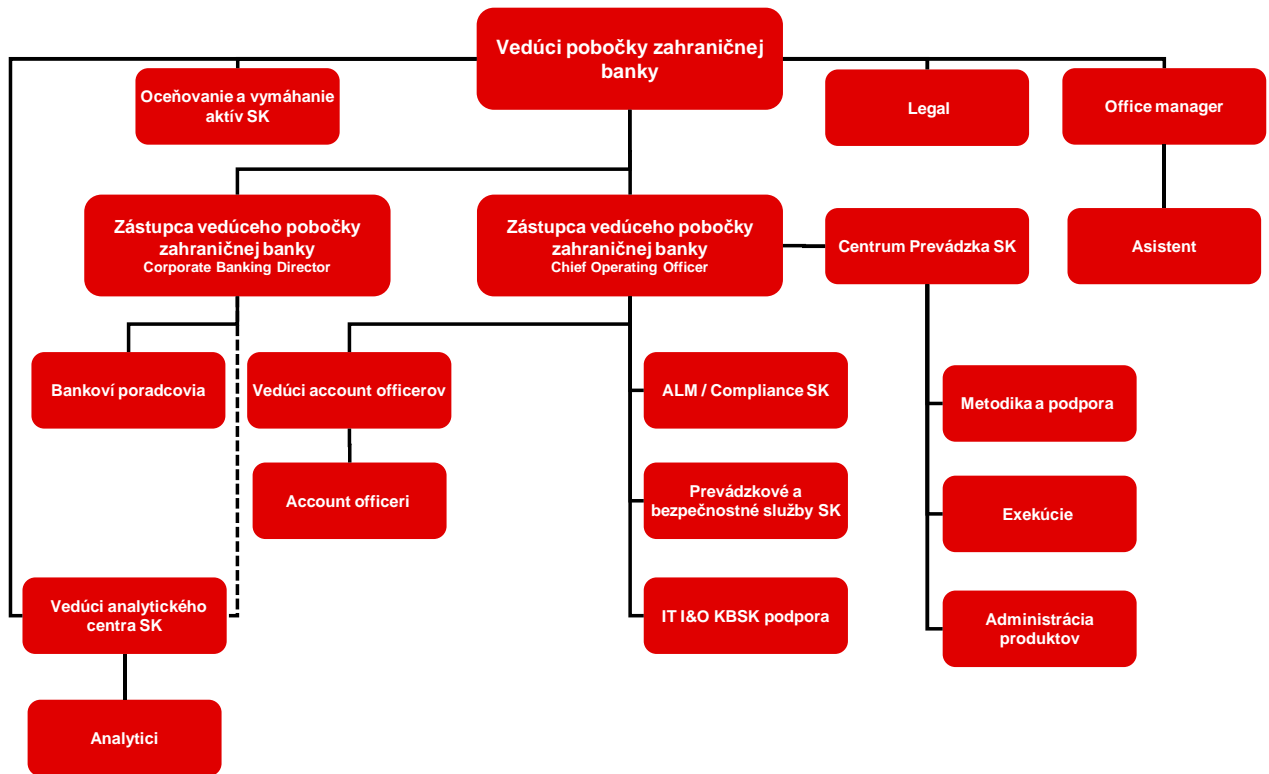 Vedúci pobočky zahraničnej
banky
Oceňovanie a vymáhanie
aktív SK
Legal
Office manager
Zástupca vedúceho pobočky
zahraničnej banky
Corporate Banking Director
Zástupca vedúceho pobočky
zahraničnej banky
Chief Operating Officer
Centrum Prevádzka SK
Asistent
Bankoví poradcovia
Vedúci account officerov
ALM / Compliance SK
Metodika a podpora
Account officeri
Prevádzkové a
bezpečnostné služby SK
Exekúcie
Vedúci analytického
centra SK
IT I&O KBSK podpora
Administrácia
produktov
Analytici